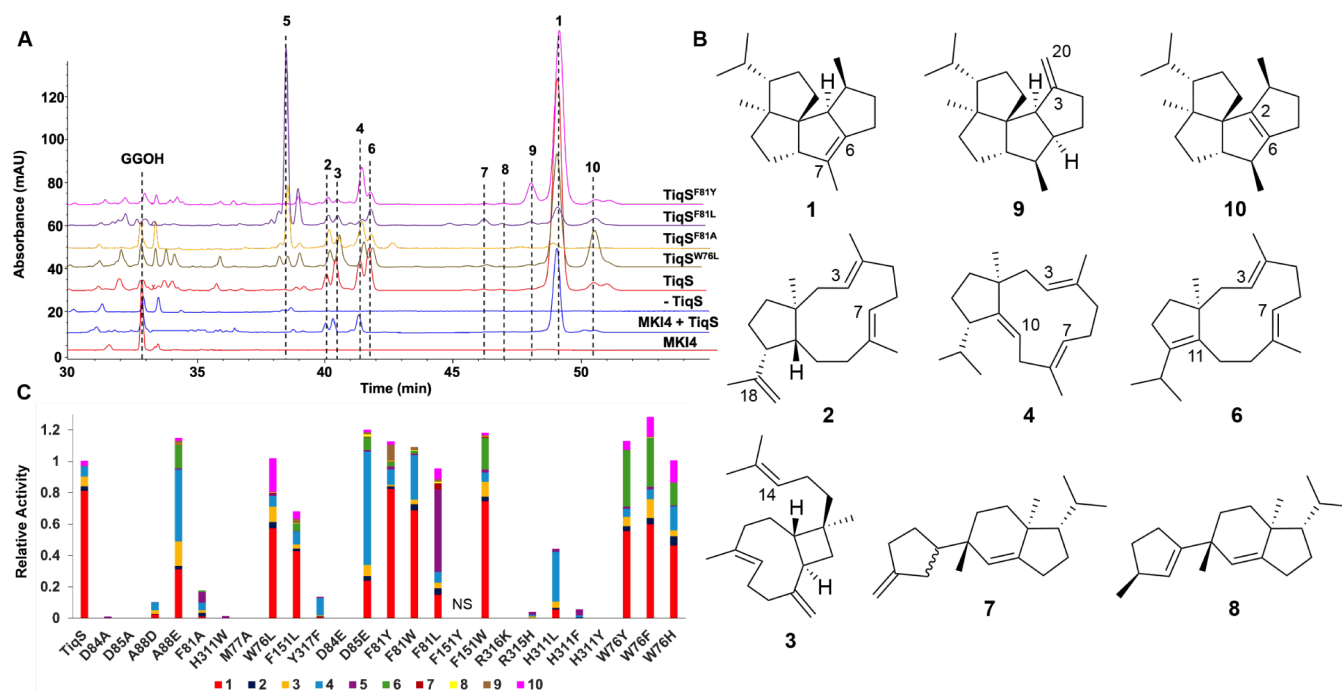 A
Absorbance (mAU)
120
100
80
60
40
20
0
30
35
40
45
50
Time (min)
GGOH
5
2
3
4
6
7
8
9
1
10
TiqS^F81Y
TiqS^F81L
TiqS^F81A
TiqS^W76L
TiqS
- TiqS
MKI4 + TiqS
MKI4
B
H
6
7
1
20
H
3
H
9
2
6
10
3
7
H
18
2
3
10
7
4
3
7
11
6
14
H
H
3
7
8
C
Relative Activity
1.2
1
0.8
0.6
0.4
0.2
0
NS
TiqS
D84A
D85A
A88D
A88E
F81A
H311W
M77A
W76L
F151L
Y317F
D84E
D85E
F81Y
F81W
F81L
F151Y
F151W
R316K
R315H
H311L
H311F
H311Y
W76Y
W76F
W76H
1 2 3 4 5 6 7 8 9 10